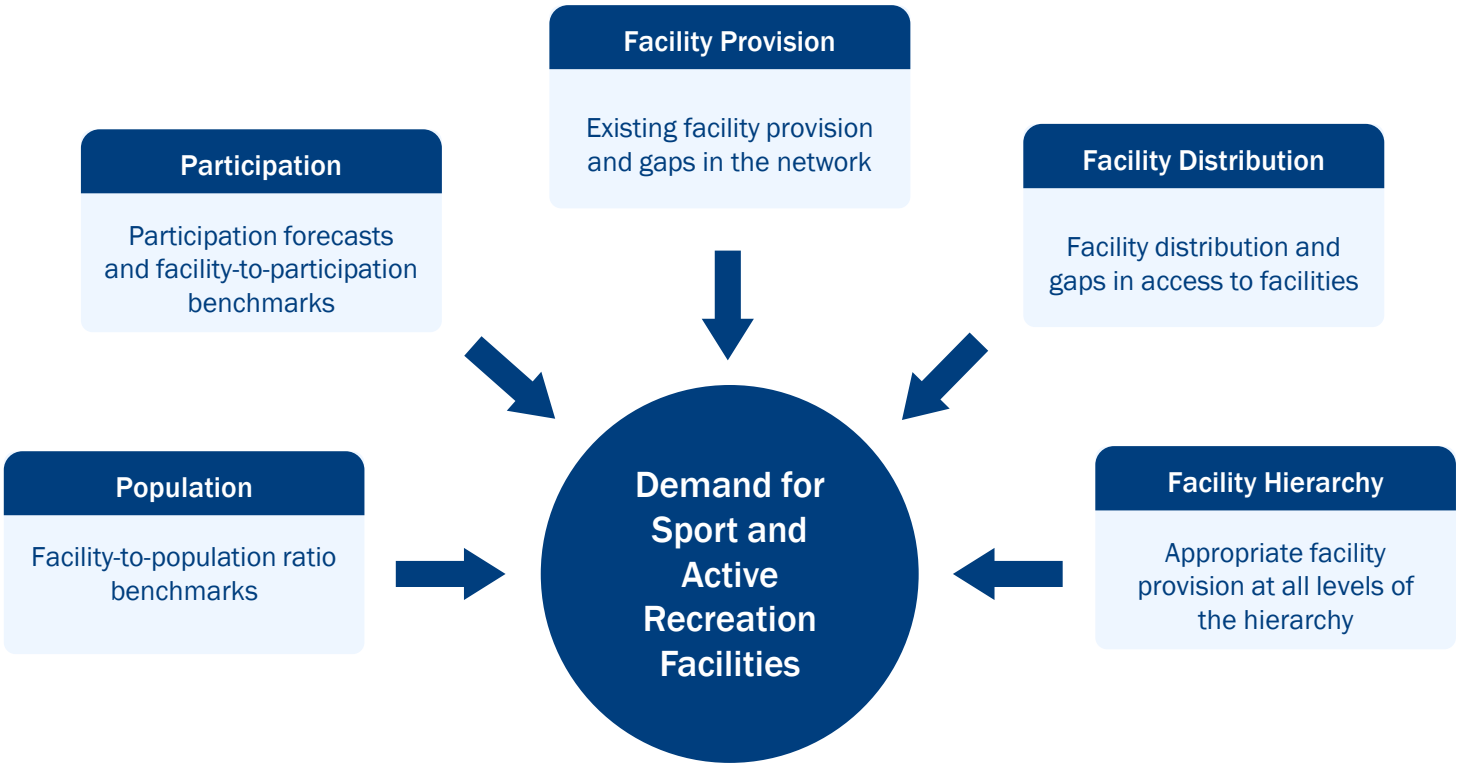 Facility Provision
Existing facility provision
and gaps in the network
Participation
Participation forecasts
and facility-to-participation
benchmarks
Facility Distribution
Facility distribution and
gaps in access to facilities
Population
Facility-to-population ratio
benchmarks
Demand for
Sport and
Active
Recreation
Facilities
Facility Hierarchy
Appropriate facility
provision at all levels of
the hierarchy